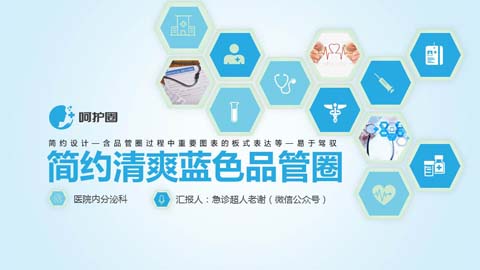 呵护圈
简约设计—含品管圈过程中重要图表的板式表达等—易于驾驭
简约清爽蓝色品管圈
医院内分泌科
汇报人：急诊超人老谢（微信公众号）